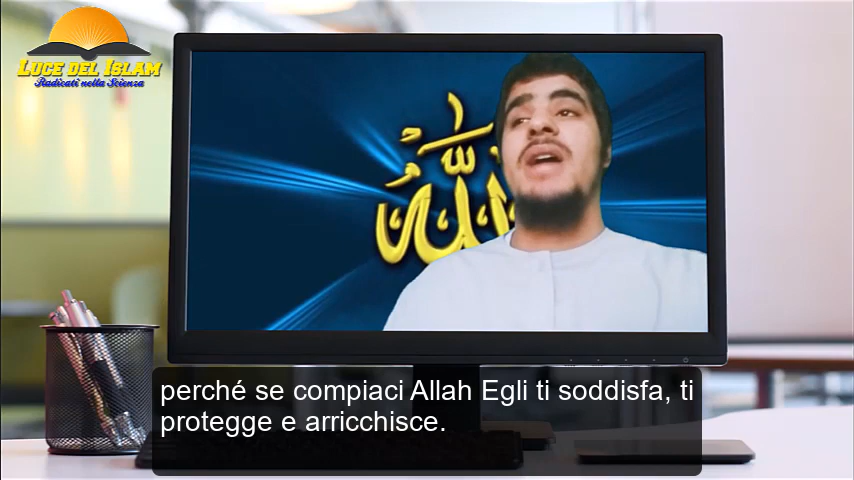 Luce del Islam
Radicati nella Scienza
الله
perché se compiaci Allah Egli ti soddisfa, ti
protegge e arricchisce.